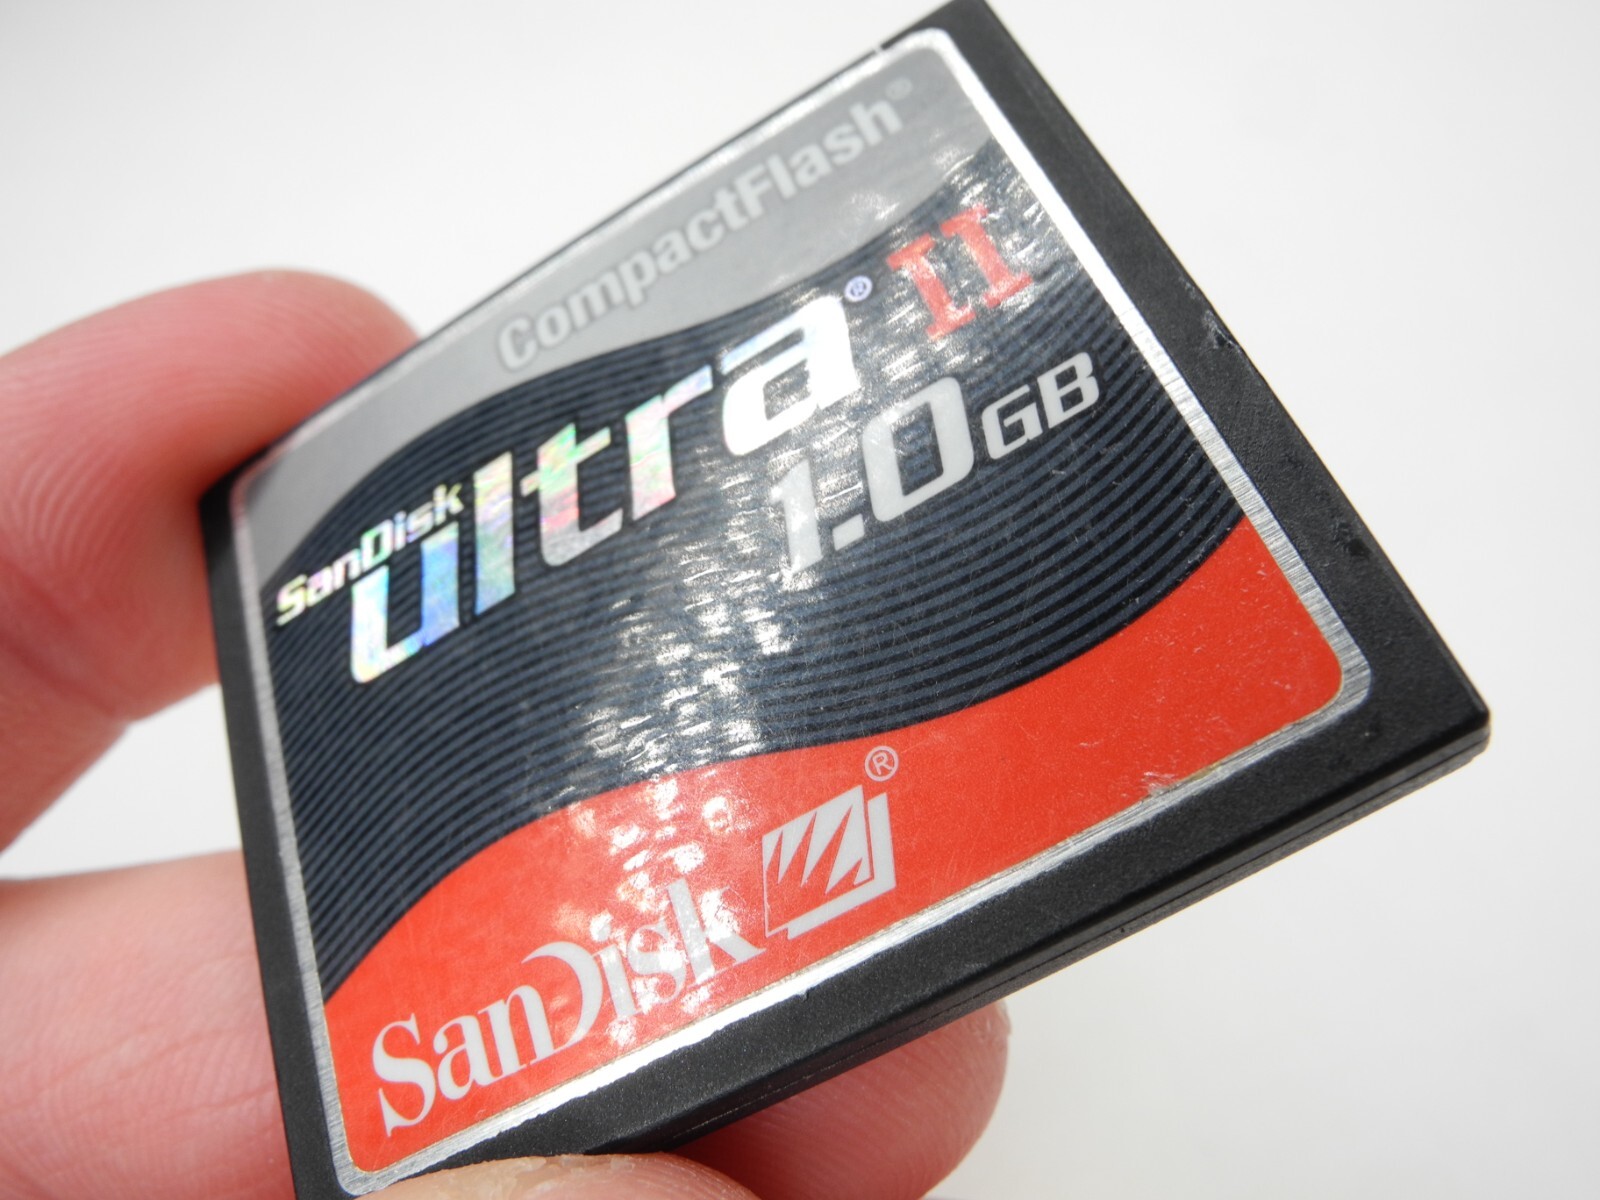 CompactFlash®
SanDisk
ultra® II
1.0GB
SanDisk®